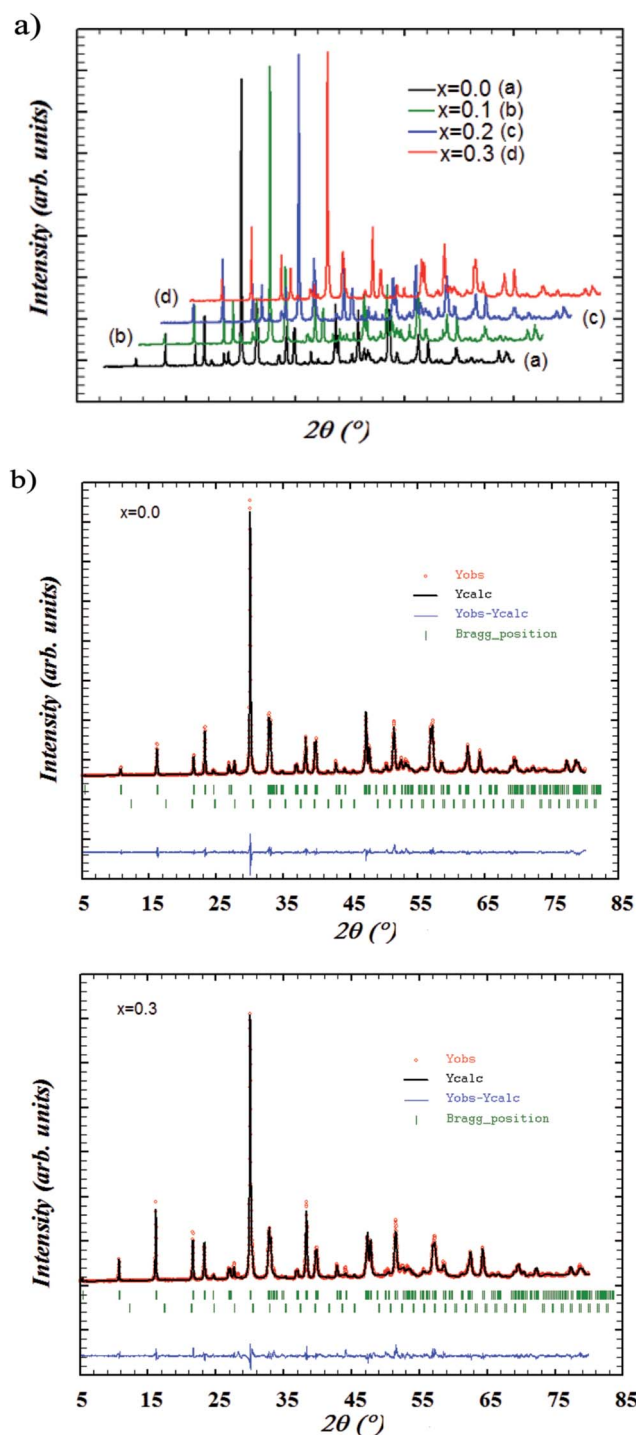 a)
x=0.0 (a)
x=0.1 (b)
x=0.2 (c)
x=0.3 (d)
Intensity (arb. units)
(d)
(c)
(b)
(a)
2θ (°)
b)
x=0.0
Yobs
Ycalc
Yobs-Ycalc
Bragg_position
Intensity (arb. units)
5 15 25 35 45 55 65 75 85
2θ (°)
x=0.3
Yobs
Ycalc
Yobs-Ycalc
Bragg_position
Intensity (arb. units)
5 15 25 35 45 55 65 75 85
2θ (°)